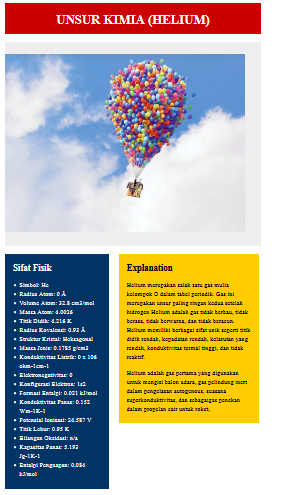 UNSUR KIMIA (HELIUM)
Sifat Fisik
Simbol: He
Radius Atom: 0 Å
Volume Atom: 32.8 cm3/mol
Massa Atom: 4.0026
Titik Didih: 4.216 K
Radius Kovalensi: 0.93 Å
Struktur Kristal: Heksagonal
Massa Jenis: 0.1785 g/cm3
Konduktivitas Listrik: 0 x 106
ohm-1cm-1
Elektronegativitas: 0
Konfigurasi Elektron: 1s2
Formasi Entalpi: 0.021 kJ/mol
Konduktivitas Panas: 0.152
Wm-1K-1
Potensial Ionisasi: 24.587 V
Titik Lebur: 0.95 K
Bilangan Oksidasi: n/a
Kapasitas Panas: 5.193
Jg-1K-1
Entalpi Penguapan: 0.084
kJ/mol
Explanation
Helium merupakan salah satu gas mulia
kelompok O dalam tabel periodik. Gas ini
merupakan unsur paling ringan kedua setelah
hidrogen Helium adalah gas tidak berbau, tidak
berasa, tidak berwarna, dan tidak beracun.
Helium memiliki berbagai sifat unik seperti titik
didih rendah, kepadatan rendah, kelarutan yang
rendah, konduktivitas termal tinggi, dan tidak
reaktif.
Helium adalah gas pertama yang digunakan
untuk mengisi balon udara, gas pelindung inert
dalam pengelasan autogenous, suasana
superkonduktivitas, dan sebagaigas penekan
dalam propelan cair untuk roket,